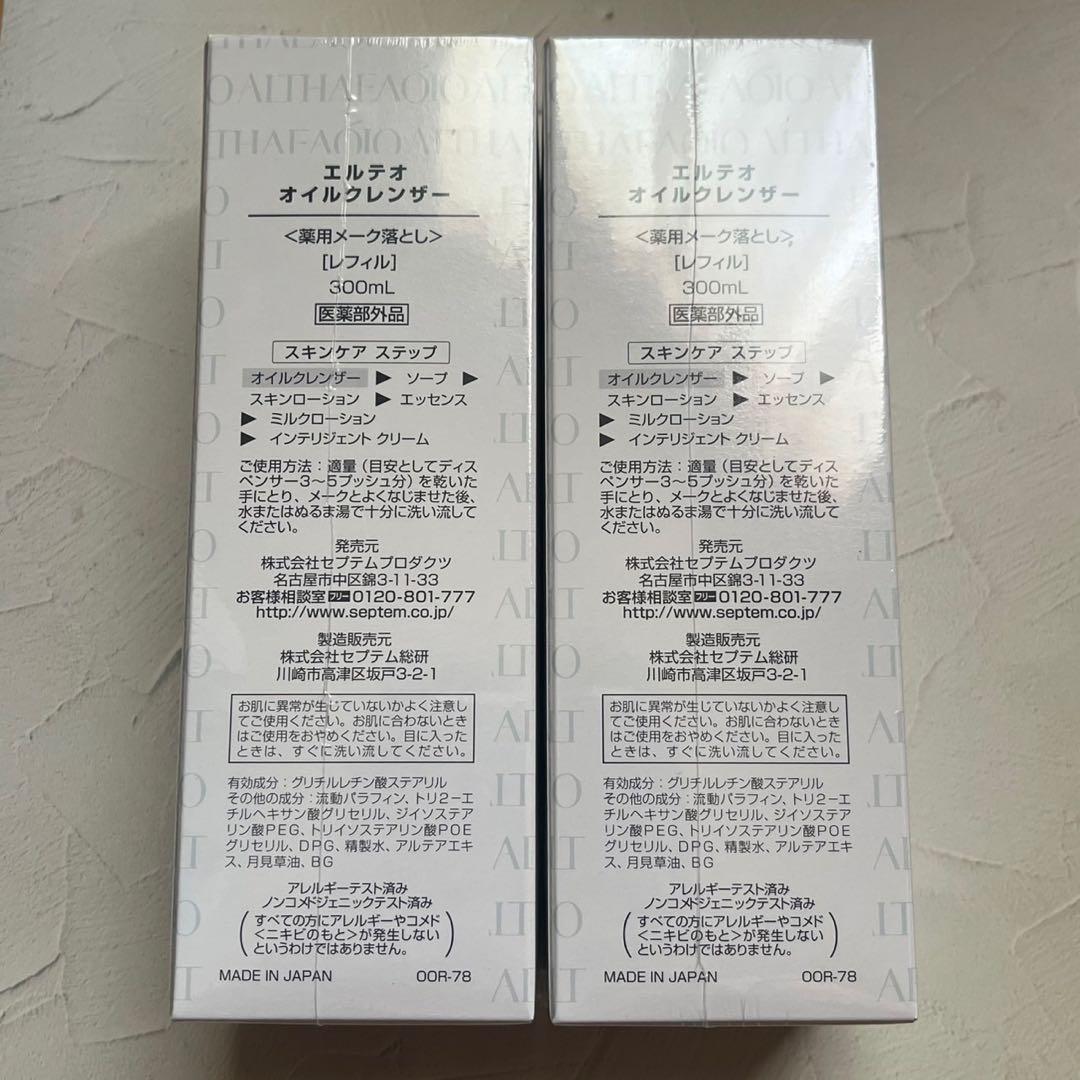 エルテオ
オイルクレンザー
<薬用メーク落とし>
[レフィル]
300mL
医薬部外品
スキンケア ステップ
オイルクレンザー ▶ ソープ ▶
スキンローション ▶ エッセンス
▶ ミルクローション
▶ インテリジェント クリーム
ご使用方法:適量(目安としてディス
ペンサー3〜5プッシュ分)を乾いた
手にとり、メークとよくなじませた後、
水またはぬるま湯で十分に洗い流して
ください。
発売元
株式会社セプテムプロダクツ
名古屋市中区錦3-11-33
お客様相談室フリー0120-801-777
http://www.septem.co.jp/
製造販売元
株式会社セプテム総研
川崎市高津区坂戸3-2-1
お肌に異常が生じていないかよく注意し
てご使用ください。お肌に合わないとき
はご使用をおやめください。目に入った
ときは、すぐに洗い流してください。
有効成分:グリチルレチン酸ステアリル
その他の成分:流動パラフィン、トリ2-エ
チルヘキサン酸グリセリル、ジイソステア
リン酸PEG、トリイソステアリン酸POE
グリセリル、DPG、精製水、アルテアエキ
ス、月見草油、BG
アレルギーテスト済み
ノンコメドジェニックテスト済み
(すべての方にアレルギーやコメド
<ニキビのもと>が発生しない
というわけではありません。)
MADE IN JAPAN OOR-78
エルテオ
オイルクレンザー
<薬用メーク落とし>
[レフィル]
300mL
医薬部外品
スキンケア ステップ
オイルクレンザー ▶ ソープ ▶
スキンローション ▶ エッセンス
▶ ミルクローション
▶ インテリジェント クリーム
ご使用方法:適量(目安としてディス
ペンサー3〜5プッシュ分)を乾いた
手にとり、メークとよくなじませた後、
水またはぬるま湯で十分に洗い流して
ください。
発売元
株式会社セプテムプロダクツ
名古屋市中区錦3-11-33
お客様相談室フリー0120-801-777
http://www.septem.co.jp/
製造販売元
株式会社セプテム総研
川崎市高津区坂戸3-2-1
お肌に異常が生じていないかよく注意し
てご使用ください。お肌に合わないとき
はご使用をおやめください。目に入った
ときは、すぐに洗い流してください。
有効成分:グリチルレチン酸ステアリル
その他の成分:流動パラフィン、トリ2-エ
チルヘキサン酸グリセリル、ジイソステア
リン酸PEG、トリイソステアリン酸POE
グリセリル、DPG、精製水、アルテアエキ
ス、月見草油、BG
アレルギーテスト済み
ノンコメドジェニックテスト済み
(すべての方にアレルギーやコメド
<ニキビのもと>が発生しない
というわけではありません。)
MADE IN JAPAN OOR-78